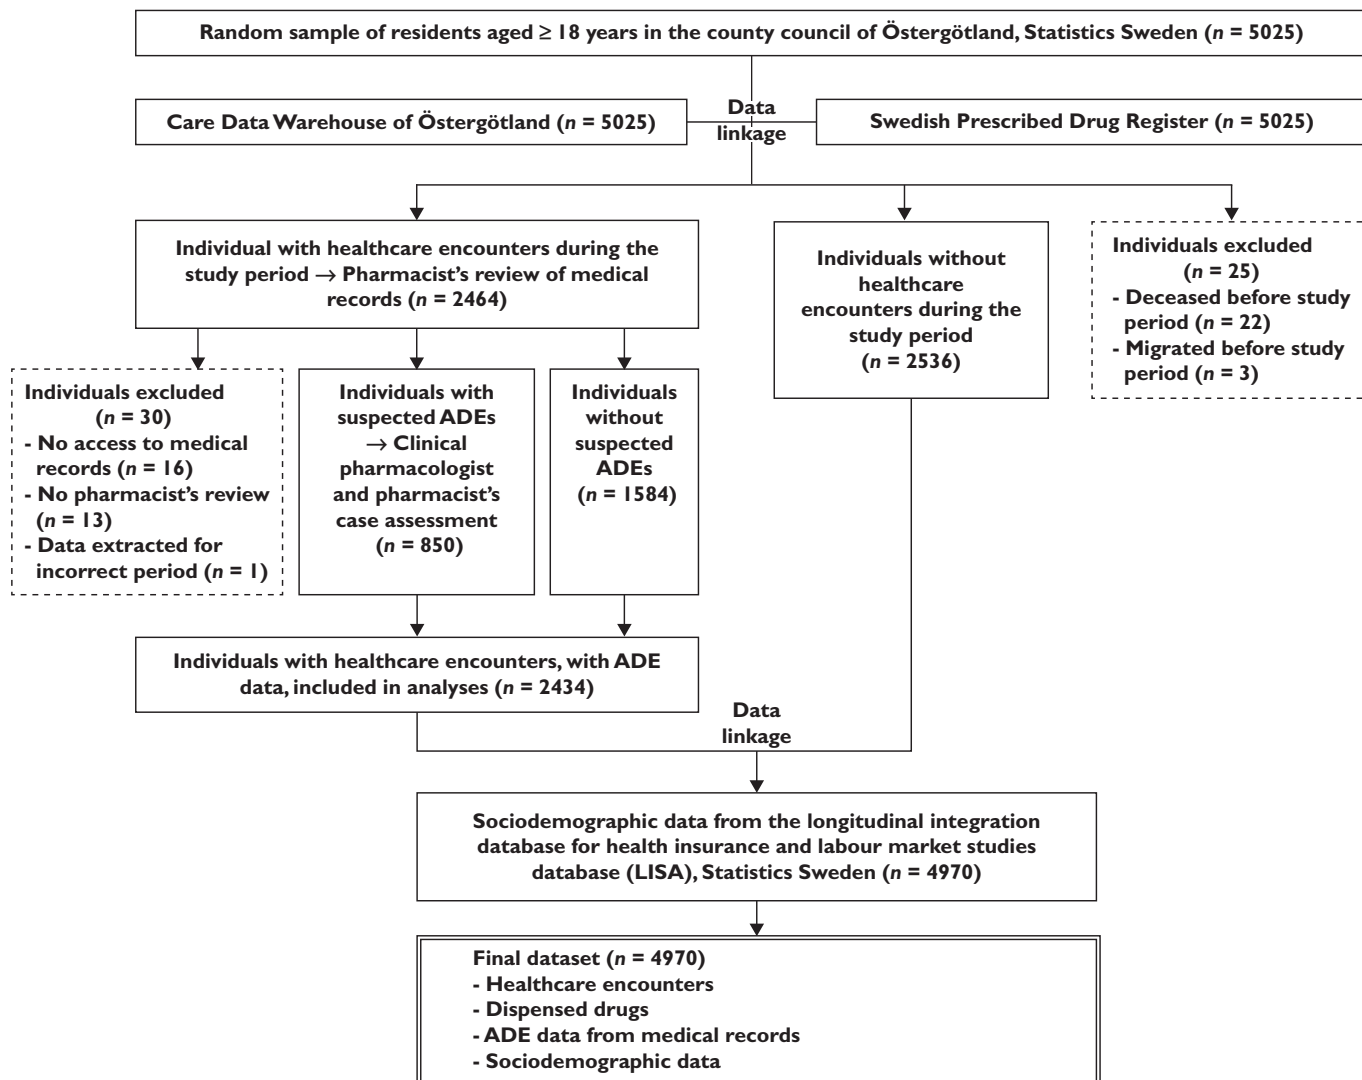 Random sample of residents aged ≥ 18 years in the county council of Östergötland, Statistics Sweden (n = 5025)
Care Data Warehouse of Östergötland (n = 5025)
Data
linkage
Swedish Prescribed Drug Register (n = 5025)
Individual with healthcare encounters during the
study period → Pharmacist's review of medical
records (n = 2464)
Individuals without
healthcare
encounters during the
study period
(n = 2536)
Individuals excluded
(n = 25)
- Deceased before study
period (n = 22)
- Migrated before study
period (n = 3)
Individuals excluded
(n = 30)
- No access to medical
records (n = 16)
- No pharmacist's review
(n = 13)
- Data extracted for
incorrect period (n = 1)
Individuals with
suspected ADEs
→ Clinical
pharmacologist
and pharmacist's
case assessment
(n = 850)
Individuals
without
suspected
ADEs
(n = 1584)
Individuals with healthcare encounters, with ADE
data, included in analyses (n = 2434)
Data
linkage
Sociodemographic data from the longitudinal integration
database for health insurance and labour market studies
database (LISA), Statistics Sweden (n = 4970)
Final dataset (n = 4970)
- Healthcare encounters
- Dispensed drugs
- ADE data from medical records
- Sociodemographic data